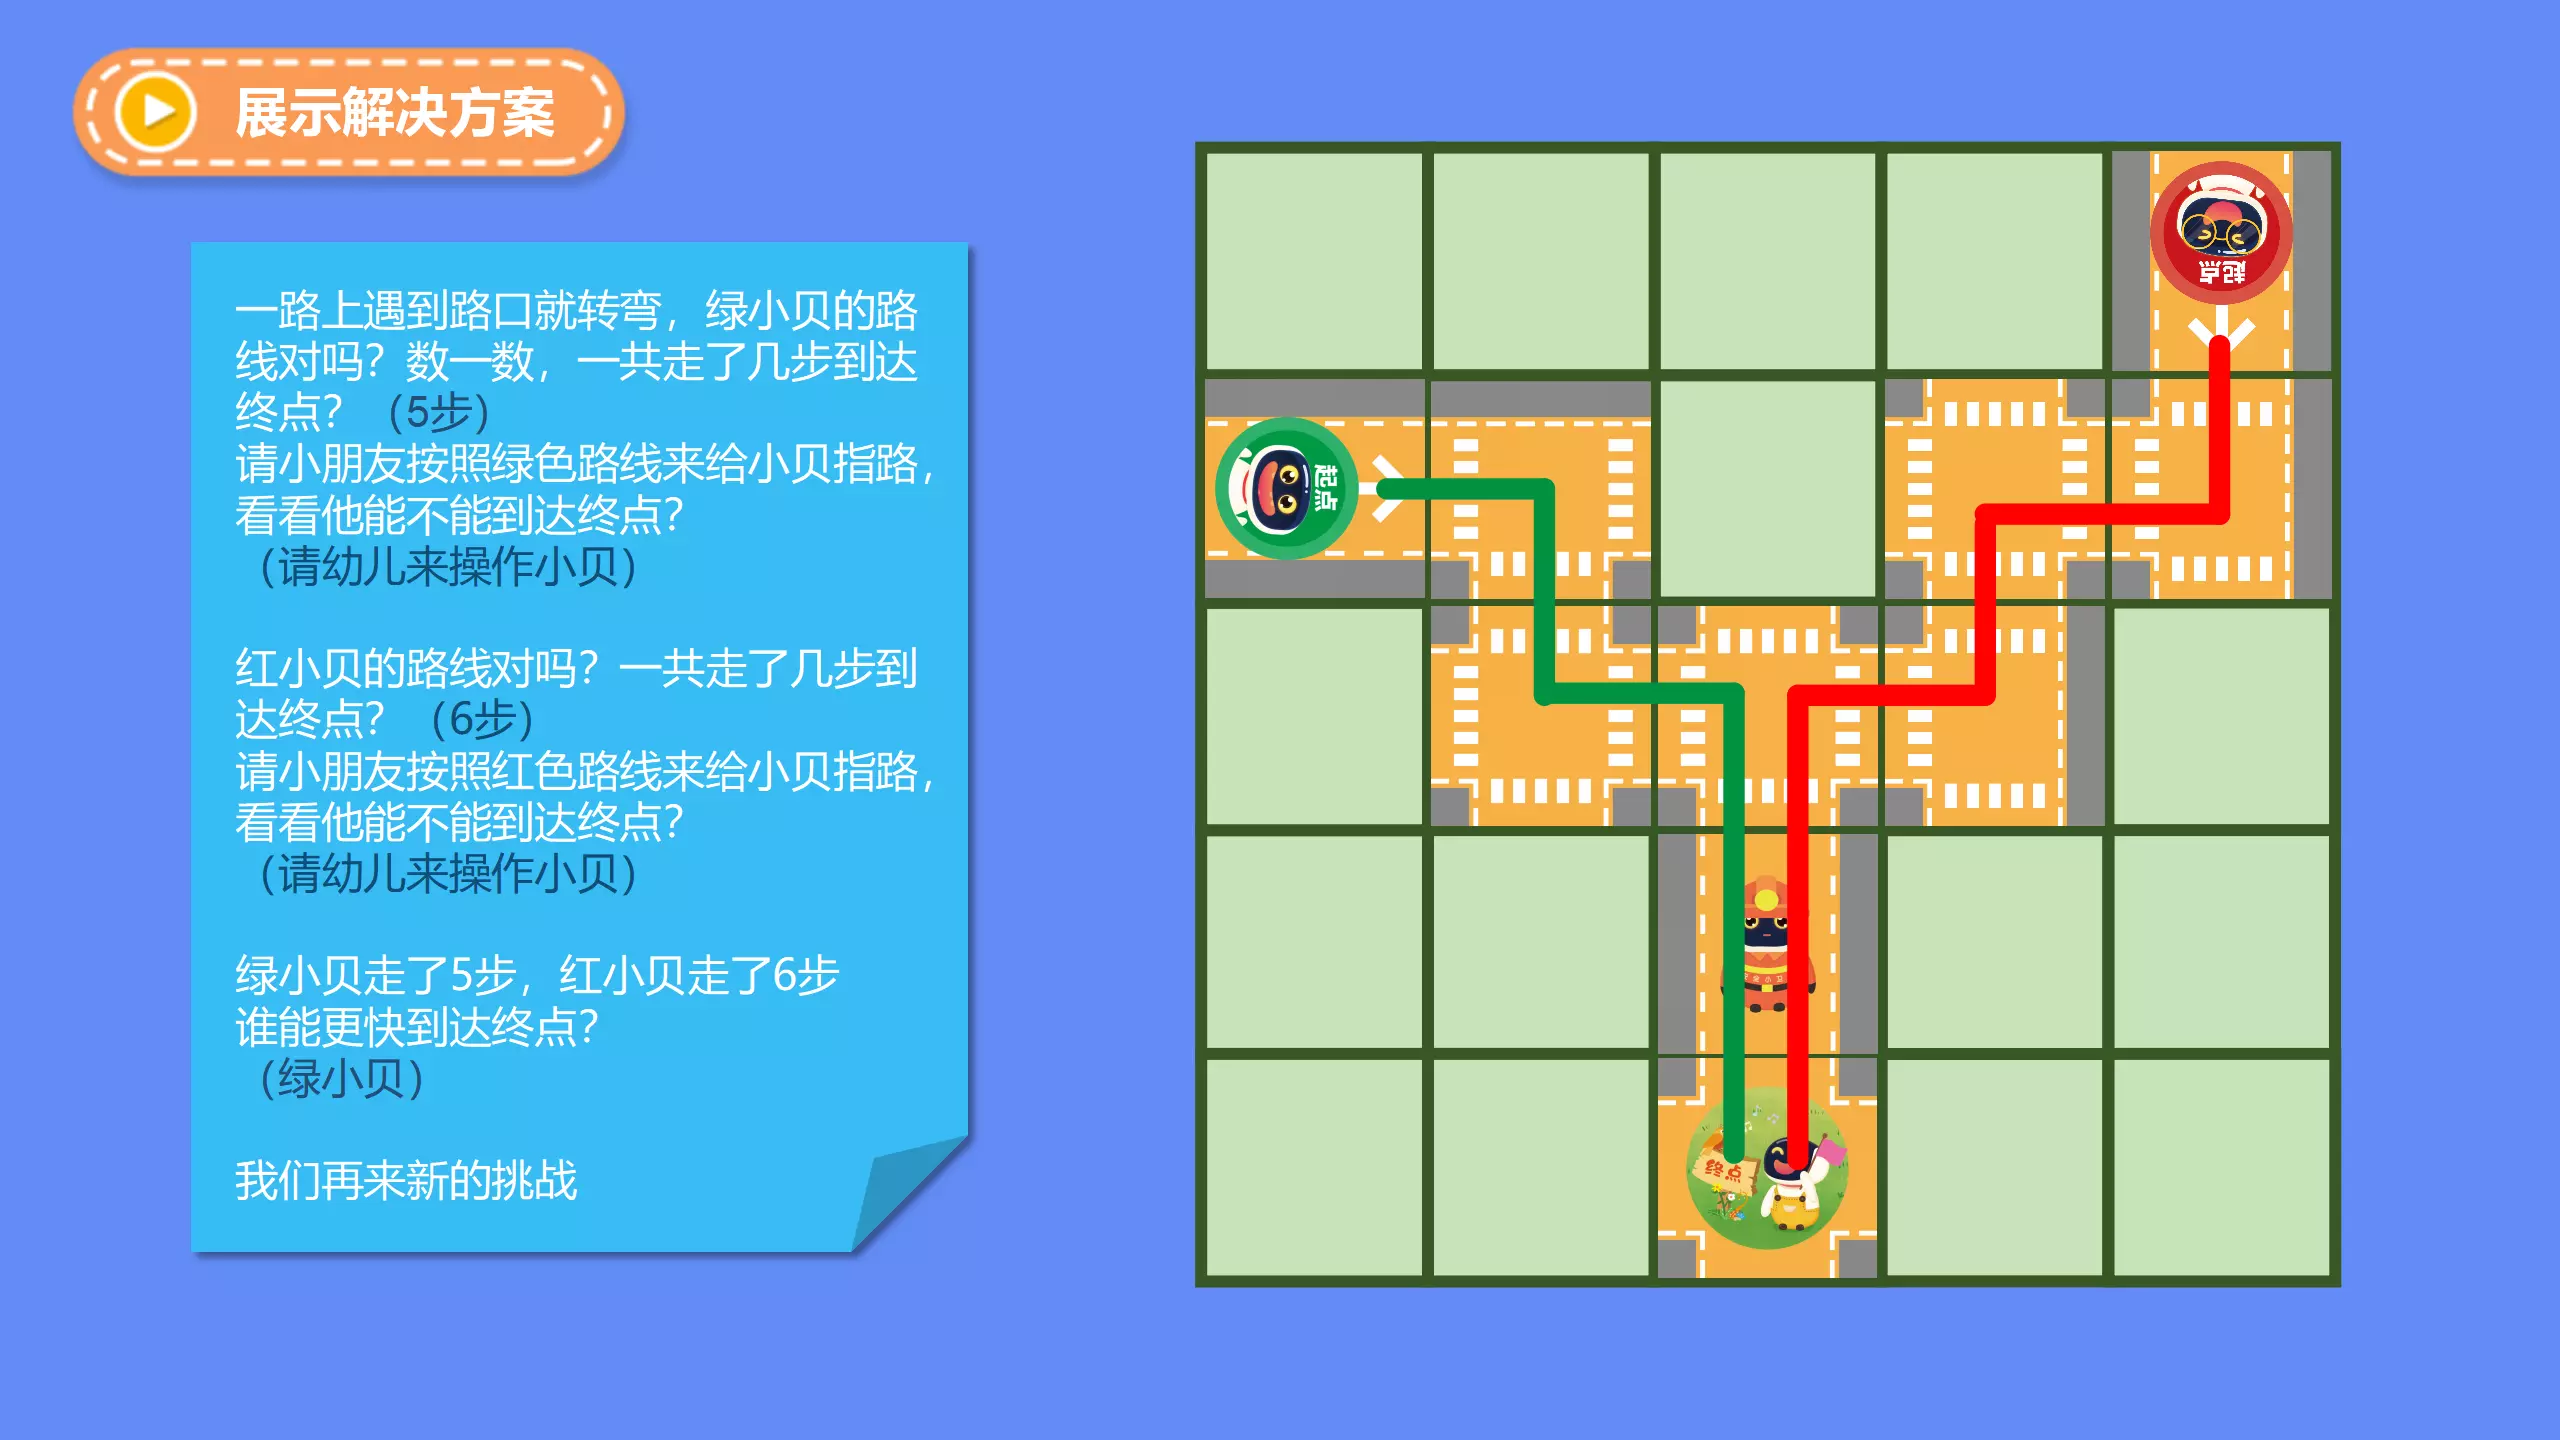 展示解决方案
一路上遇到路口就转弯，绿小贝的路
线对吗？数一数，一共走了几步到达
终点？（5步）
请小朋友按照绿色路线来给小贝指路，
看看他能不能到达终点？
（请幼儿来操作小贝）
红小贝的路线对吗？一共走了几步到
达终点？（6步）
请小朋友按照红色路线来给小贝指路，
看看他能不能到达终点？
（请幼儿来操作小贝）
绿小贝走了5步，红小贝走了6步
谁能更快到达终点？
（绿小贝）
我们再来新的挑战
起点
起点
终点